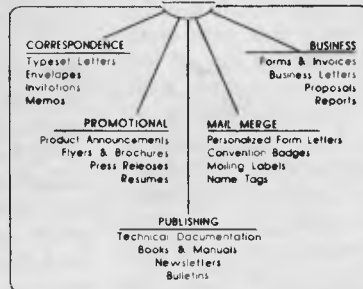 CORRESPONDENCE
Typeset Letters
Envelopes
Invitations
Memos
BUSINESS
Forms & Invoices
Business Letters
Proposals
Reports
PROMOTIONAL
Product Announcements
Flyers & Brochures
Press Releases
Resumes
MAIL MERGE
Personalized Form Letters
Convention Badges
Mailing Labels
Name Tags
PUBLISHING
Technical Documentation
Books & Manuals
Newsletters
Bulletins